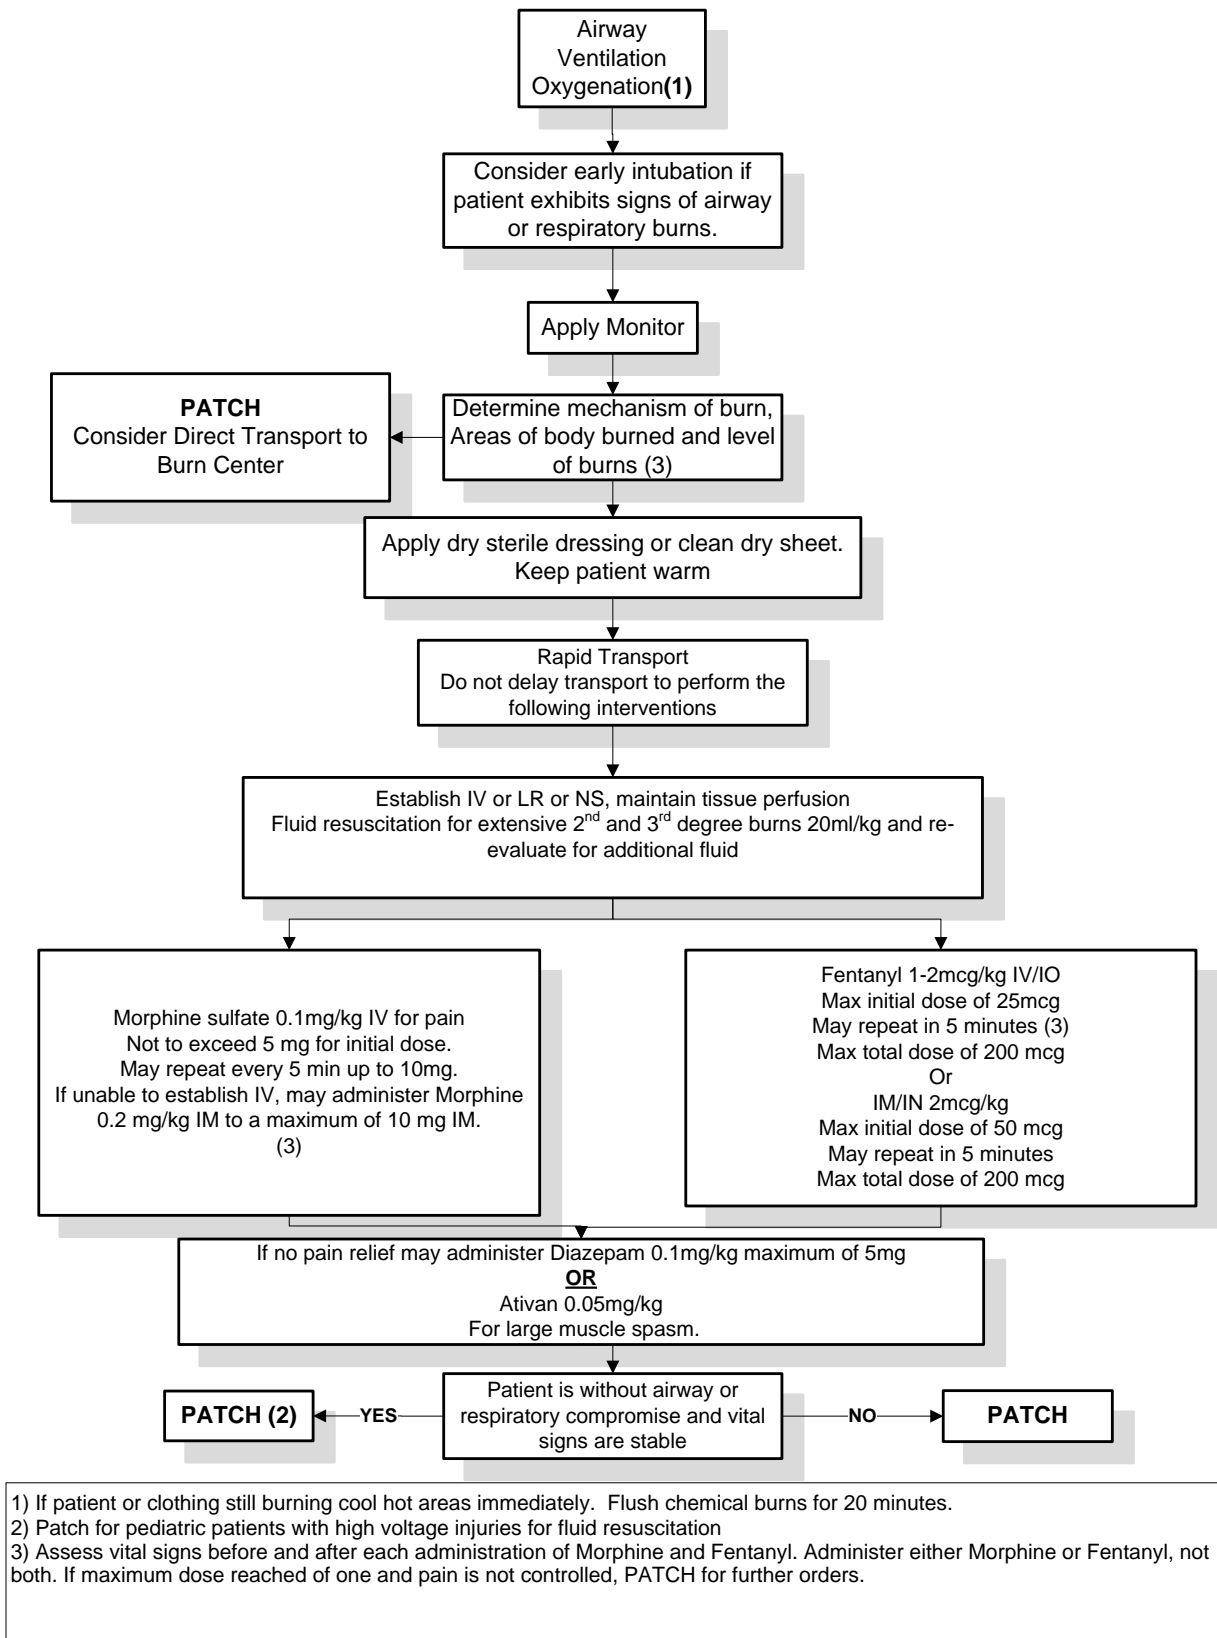 Airway
Ventilation
Oxygenation(1)
Consider early intubation if
patient exhibits signs of airway
or respiratory burns.
Apply Monitor
PATCH
Consider Direct Transport to
Burn Center
Determine mechanism of burn,
Areas of body burned and level
of burns (3)
Apply dry sterile dressing or clean dry sheet.
Keep patient warm
Rapid Transport
Do not delay transport to perform the
following interventions
Establish IV or LR or NS, maintain tissue perfusion
Fluid resuscitation for extensive 2nd and 3rd degree burns 20ml/kg and re-
evaluate for additional fluid
Morphine sulfate 0.1mg/kg IV for pain
Not to exceed 5 mg for initial dose.
May repeat every 5 min up to 10mg.
If unable to establish IV, may administer Morphine
0.2 mg/kg IM to a maximum of 10 mg IM.
(3)
Fentanyl 1-2mcg/kg IV/IO
Max initial dose of 25mcg
May repeat in 5 minutes (3)
Max total dose of 200 mcg
Or
IM/IN 2mcg/kg
Max initial dose of 50 mcg
May repeat in 5 minutes
Max total dose of 200 mcg
If no pain relief may administer Diazepam 0.1mg/kg maximum of 5mg
OR
Ativan 0.05mg/kg
For large muscle spasm.
PATCH (2)
YES
Patient is without airway or
respiratory compromise and vital
signs are stable
NO
PATCH
1) If patient or clothing still burning cool hot areas immediately.  Flush chemical burns for 20 minutes.
2) Patch for pediatric patients with high voltage injuries for fluid resuscitation
3) Assess vital signs before and after each administration of Morphine and Fentanyl. Administer either Morphine or Fentanyl, not
both. If maximum dose reached of one and pain is not controlled, PATCH for further orders.